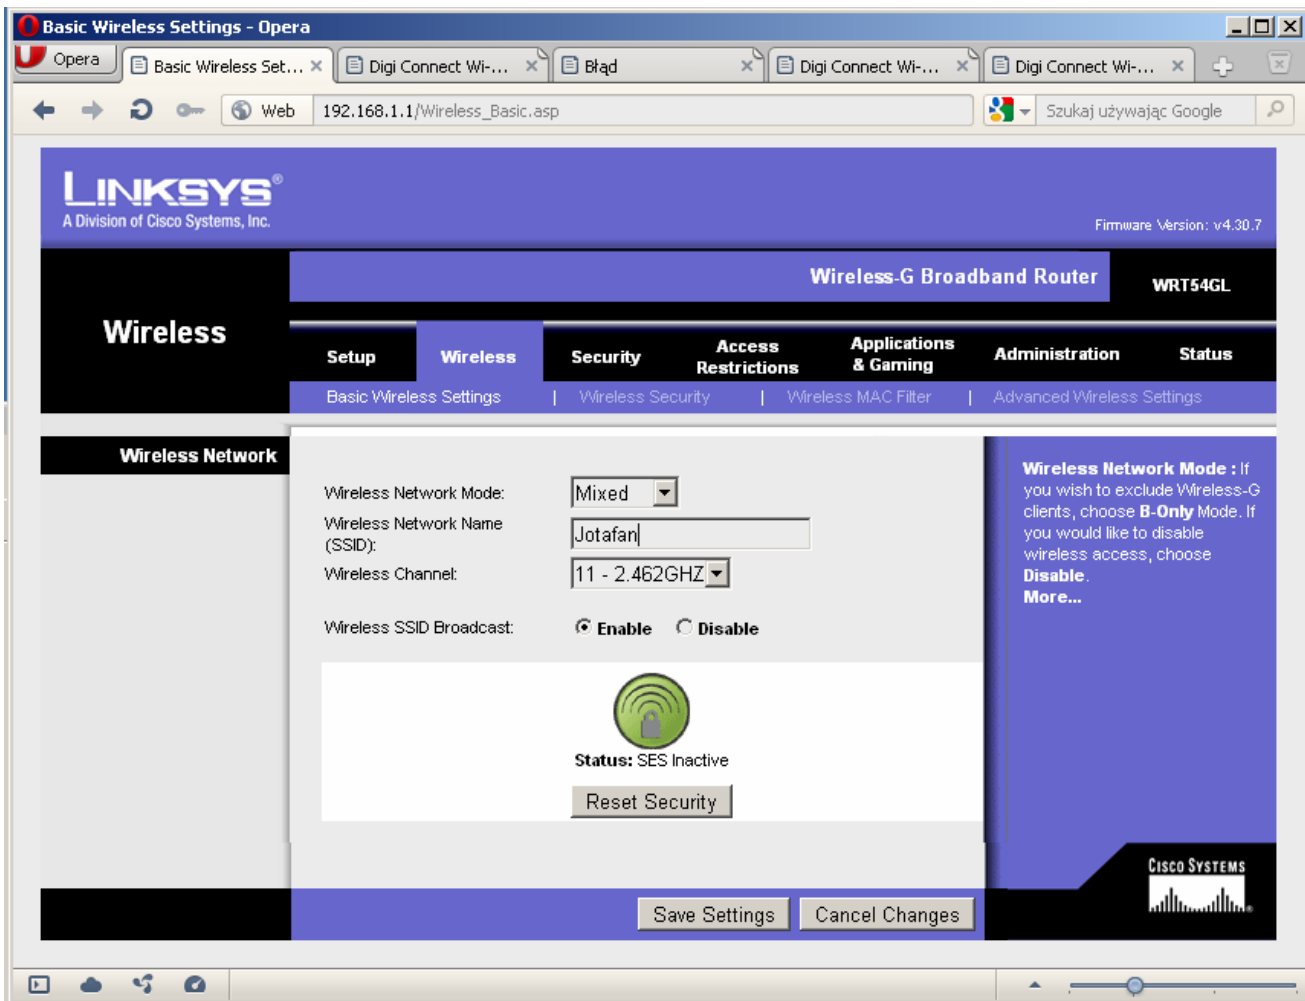 Basic Wireless Settings - Opera
Opera
Basic Wireless Set...
Digi Connect Wi-...
Błąd
Digi Connect Wi-...
Digi Connect Wi-...
Web
192.168.1.1/Wireless_Basic.asp
Szukaj używając Google
LINKSYS®
A Division of Cisco Systems, Inc.
Firmware Version: v4.30.7
Wireless-G Broadband Router
WRT54GL
Wireless
Setup
Wireless
Security
Access
Restrictions
Applications
& Gaming
Administration
Status
Basic Wireless Settings | Wireless Security | Wireless MAC Filter | Advanced Wireless Settings
Wireless Network
Wireless Network Mode:
Mixed
Wireless Network Name
(SSID):
Jotafan
Wireless Channel:
11 - 2.462GHZ
Wireless SSID Broadcast:
Enable
Disable
Status: SES Inactive
Reset Security
Wireless Network Mode : If
you wish to exclude Wireless-G
clients, choose B-Only Mode. If
you would like to disable
wireless access, choose
Disable.
More...
CISCO SYSTEMS
Save Settings
Cancel Changes